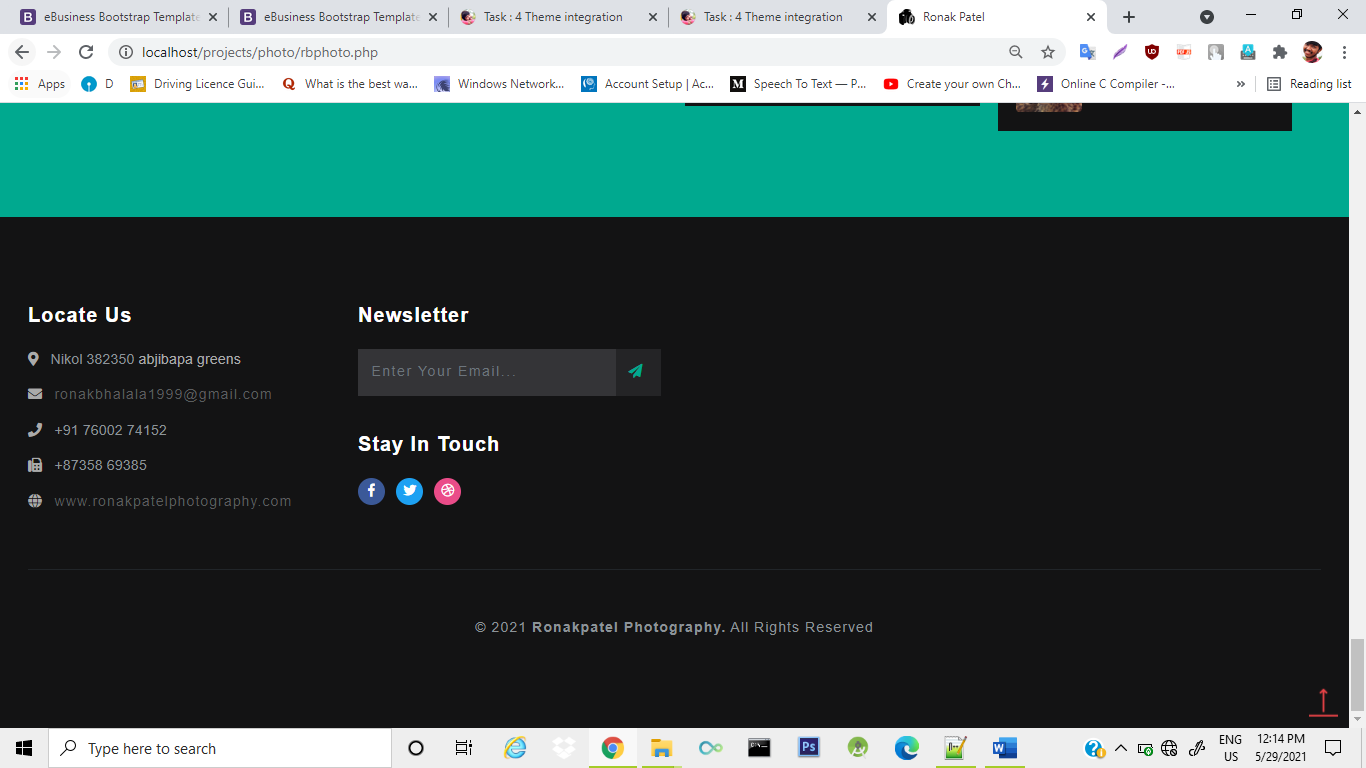 eBusiness Bootstrap Template
eBusiness Bootstrap Template
Task : 4 Theme integration
Task : 4 Theme integration
Ronak Patel
localhost/projects/photo/rbphoto.php
Apps
D
Driving Licence Gui...
What is the best wa...
Windows Network...
Account Setup | Ac...
Speech To Text — P...
Create your own Ch...
Online C Compiler -...
»
Reading list
Locate Us
Nikol 382350 abjibapa greens
ronakbhalala1999@gmail.com
+91 76002 74152
+87358 69385
www.ronakpatelphotography.com
Newsletter
Enter Your Email...
Stay In Touch
© 2021 Ronakpatel Photography. All Rights Reserved
Type here to search
Ps
W
ENG
US
12:14 PM
5/29/2021